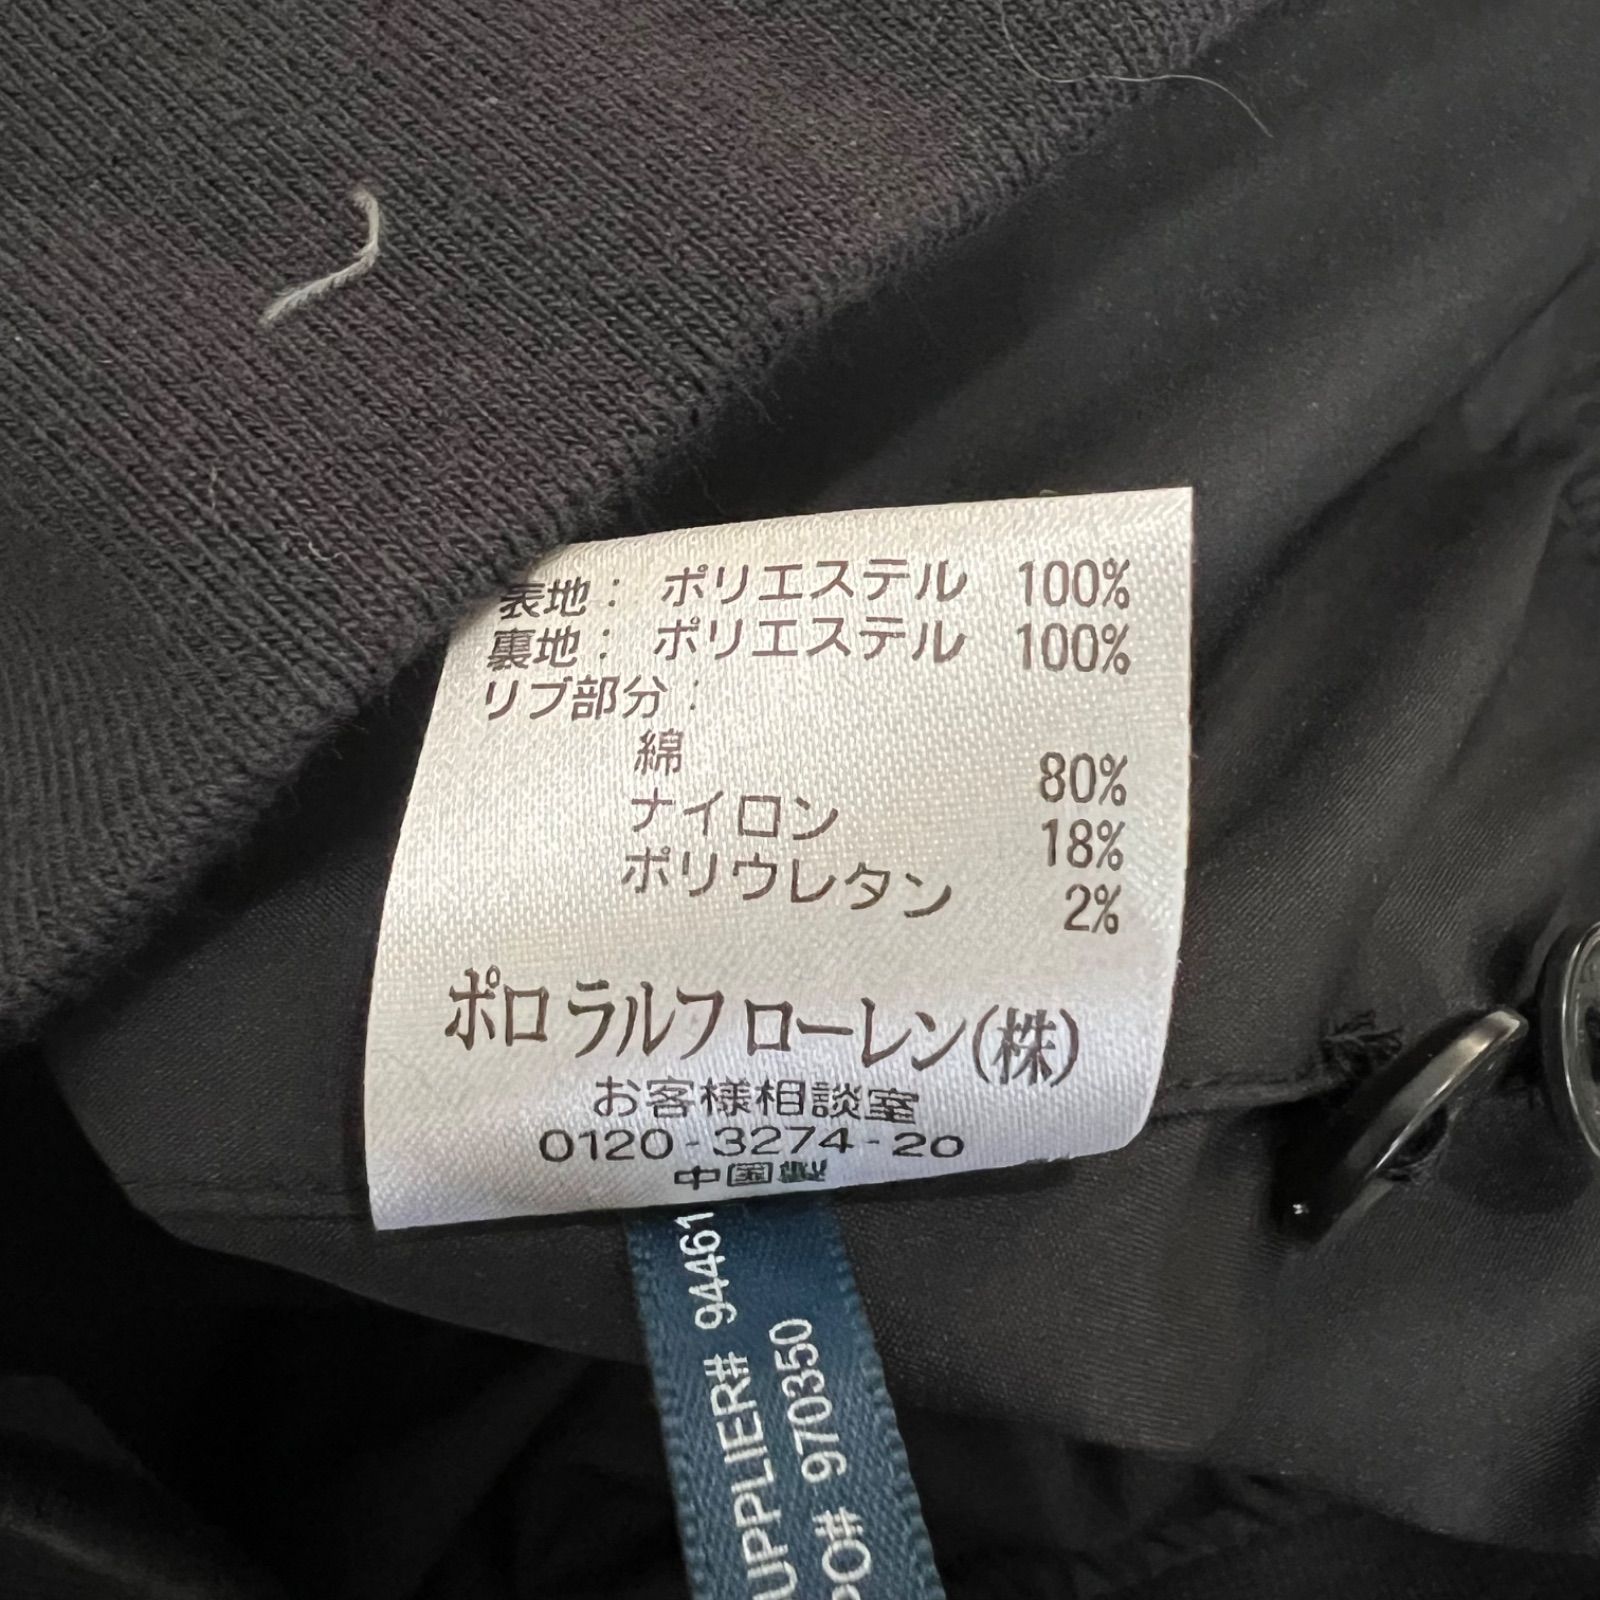 表地： ポリエステル 100%
裏地： ポリエステル 100%
リブ部分：
綿 80%
ナイロン 18%
ポリウレタン 2%
ポロ ラルフ ローレン(株)
お客様相談室
0120-3274-20
中国製
UPPLIER# 94461
PO# 970350